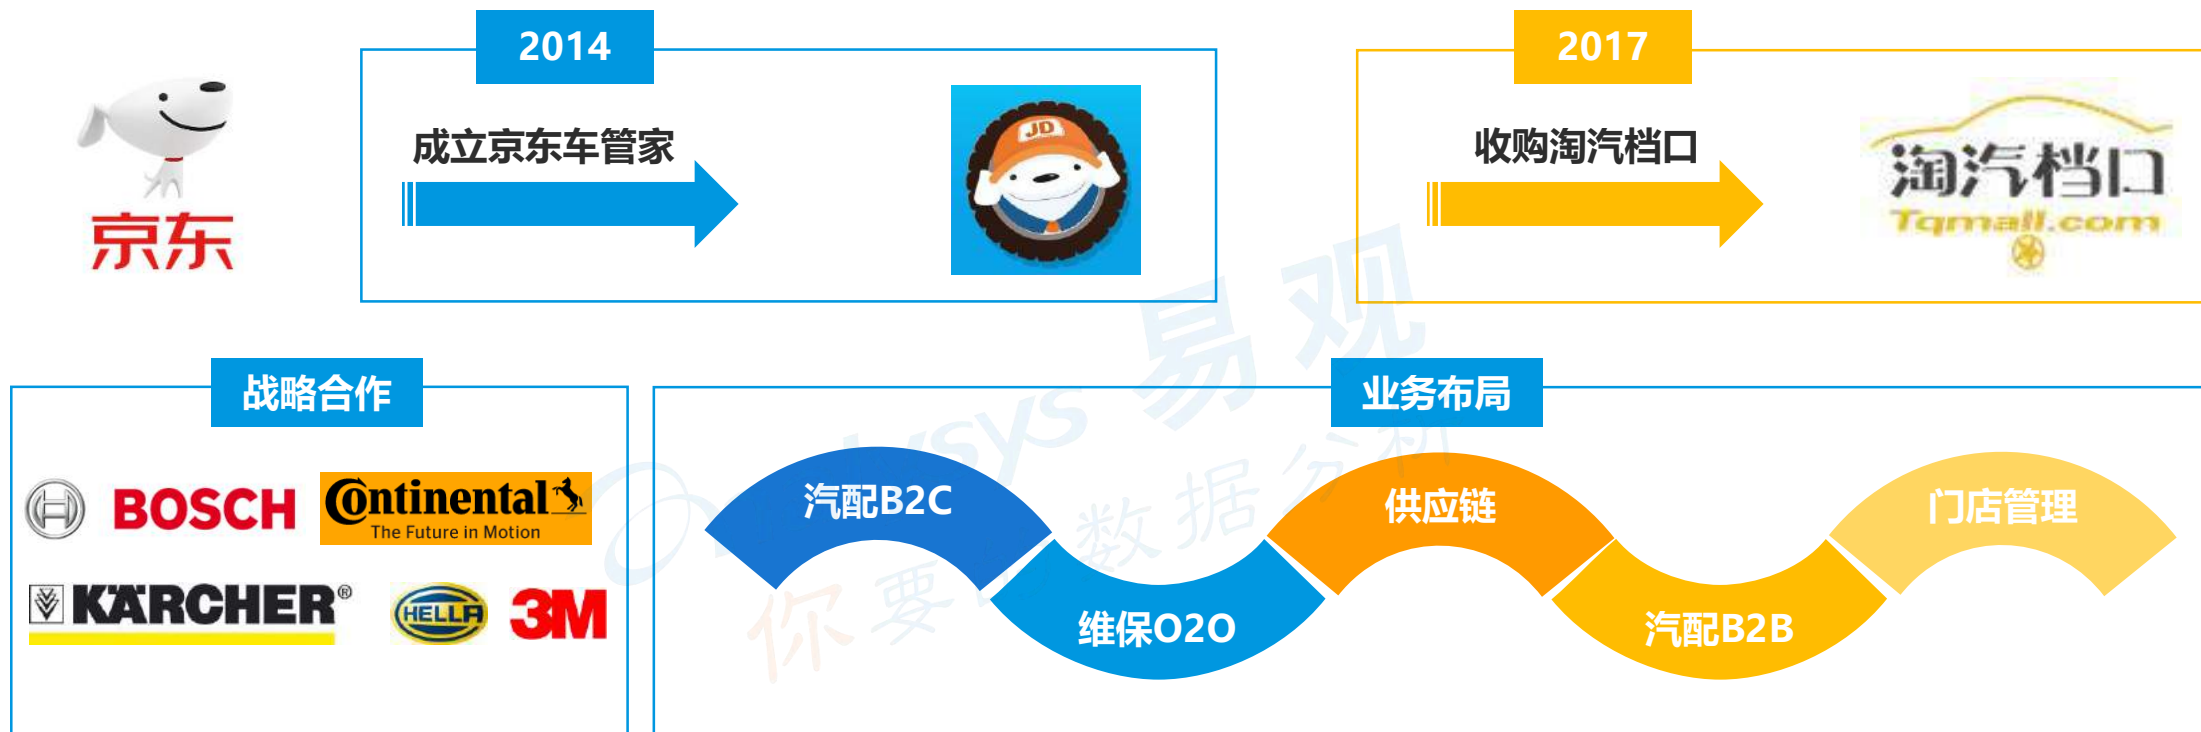 2014
2017
成立京东车管家
JD
收购淘汽档口
淘汽档口
Tqmall.com
京东
战略合作
业务布局
BOSCH
Continental
The Future in Motion
KÄRCHER®
HELLA
3M
汽配B2C
维保O2O
供应链
汽配B2B
门店管理
易观
你要的数据分析